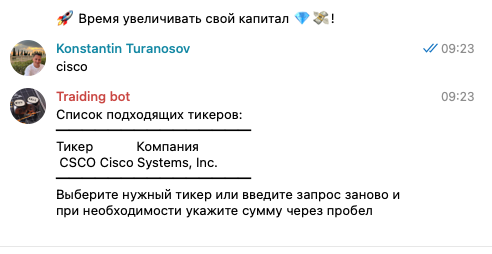 🚀 Время увеличивать свой капитал 💎💸!
Konstantin Turanosov 09:23
cisco
Traiding bot 09:23
Список подходящих тикеров:
Тикер Компания
CSCO Cisco Systems, Inc.
Выберите нужный тикер или введите запрос заново и
при необходимости укажите сумму через пробел